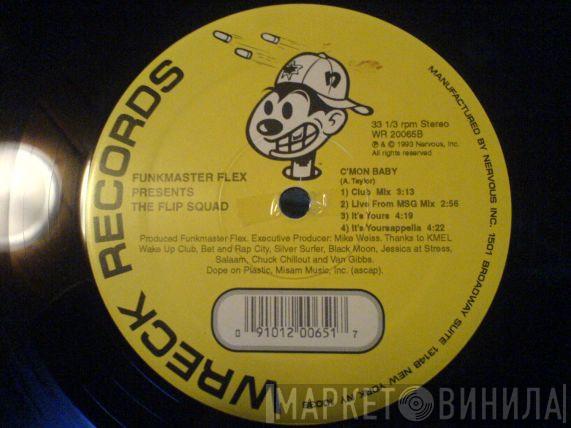 WRECK RECORDS
33 1/3 rpm Stereo
WR 20065B
℗ & © 1993 Nervous, Inc.
All rights reserved
FUNKMASTER FLEX
PRESENTS
THE FLIP SQUAD
C'MON BABY
(A. Taylor)
1) Club Mix 3:13
2) Live From MSG Mix 2:56
3) It's Yours 4:19
4) It's Yoursappella 4:22
Produced Funkmaster Flex. Executive Producer: Mike Weiss. Thanks to KMEL
Wake Up Club, Bet and Rap City, Silver Surfer, Black Moon, Jessica at Stress,
Salaam, Chuck Chillout and Van Gibbs.
Dope on Plastic, Misam Music, Inc. (ascap).
0 91012 00651 7
MANUFACTURED BY NERVOUS INC. 1501 BROADWAY SUITE 1314B NEW YORK NY
МАРКЕТ ВИНИЛА